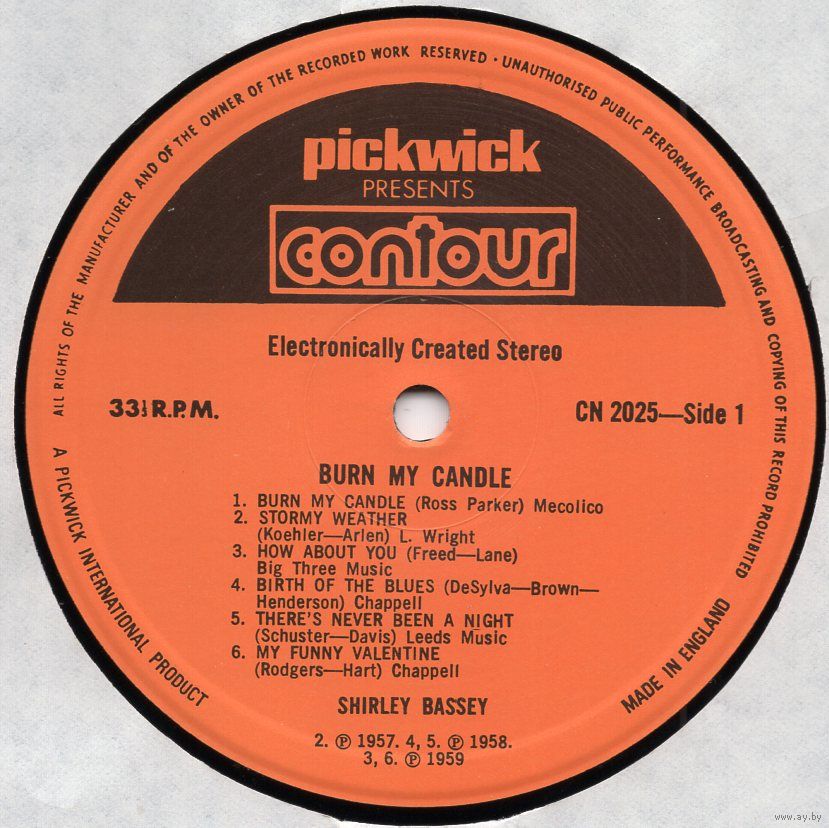 ALL RIGHTS OF THE MANUFACTURER AND OF THE OWNER OF THE RECORDED WORK RESERVED · UNAUTHORISED PUBLIC PERFORMANCE BROADCASTING AND COPYING OF THIS RECORD PROHIBITED
pickwick
PRESENTS
contour
Electronically Created Stereo
33⅓ R.P.M.
CN 2025—Side 1
BURN MY CANDLE
1. BURN MY CANDLE (Ross Parker) Mecolico
2. STORMY WEATHER
(Koehler—Arlen) L. Wright
3. HOW ABOUT YOU (Freed—Lane)
Big Three Music
4. BIRTH OF THE BLUES (DeSylva—Brown—
Henderson) Chappell
5. THERE'S NEVER BEEN A NIGHT
(Schuster—Davis) Leeds Music
6. MY FUNNY VALENTINE
(Rodgers—Hart) Chappell
SHIRLEY BASSEY
2. ℗ 1957. 4, 5. ℗ 1958.
3, 6. ℗ 1959
A PICKWICK INTERNATIONAL PRODUCT
MADE IN ENGLAND
www.ay.by